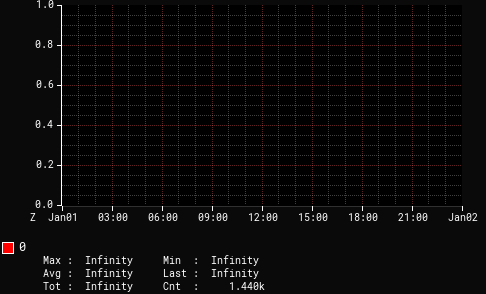 1.0
0.8
0.6
0.4
0.2
0.0
Z Jan01 03:00 06:00 09:00 12:00 15:00 18:00 21:00 Jan02
0
Max : Infinity Min : Infinity
Avg : Infinity Last : Infinity
Tot : Infinity Cnt : 1.440k